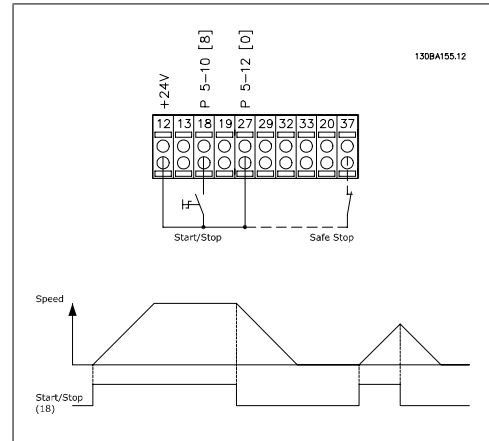 130BA155.12
+24V
P 5-10 [8]
P 5-12 [0]
12 13 18 19 27 29 32 33 20 37
Start/Stop
Safe Stop
Speed
Start/Stop
(18)